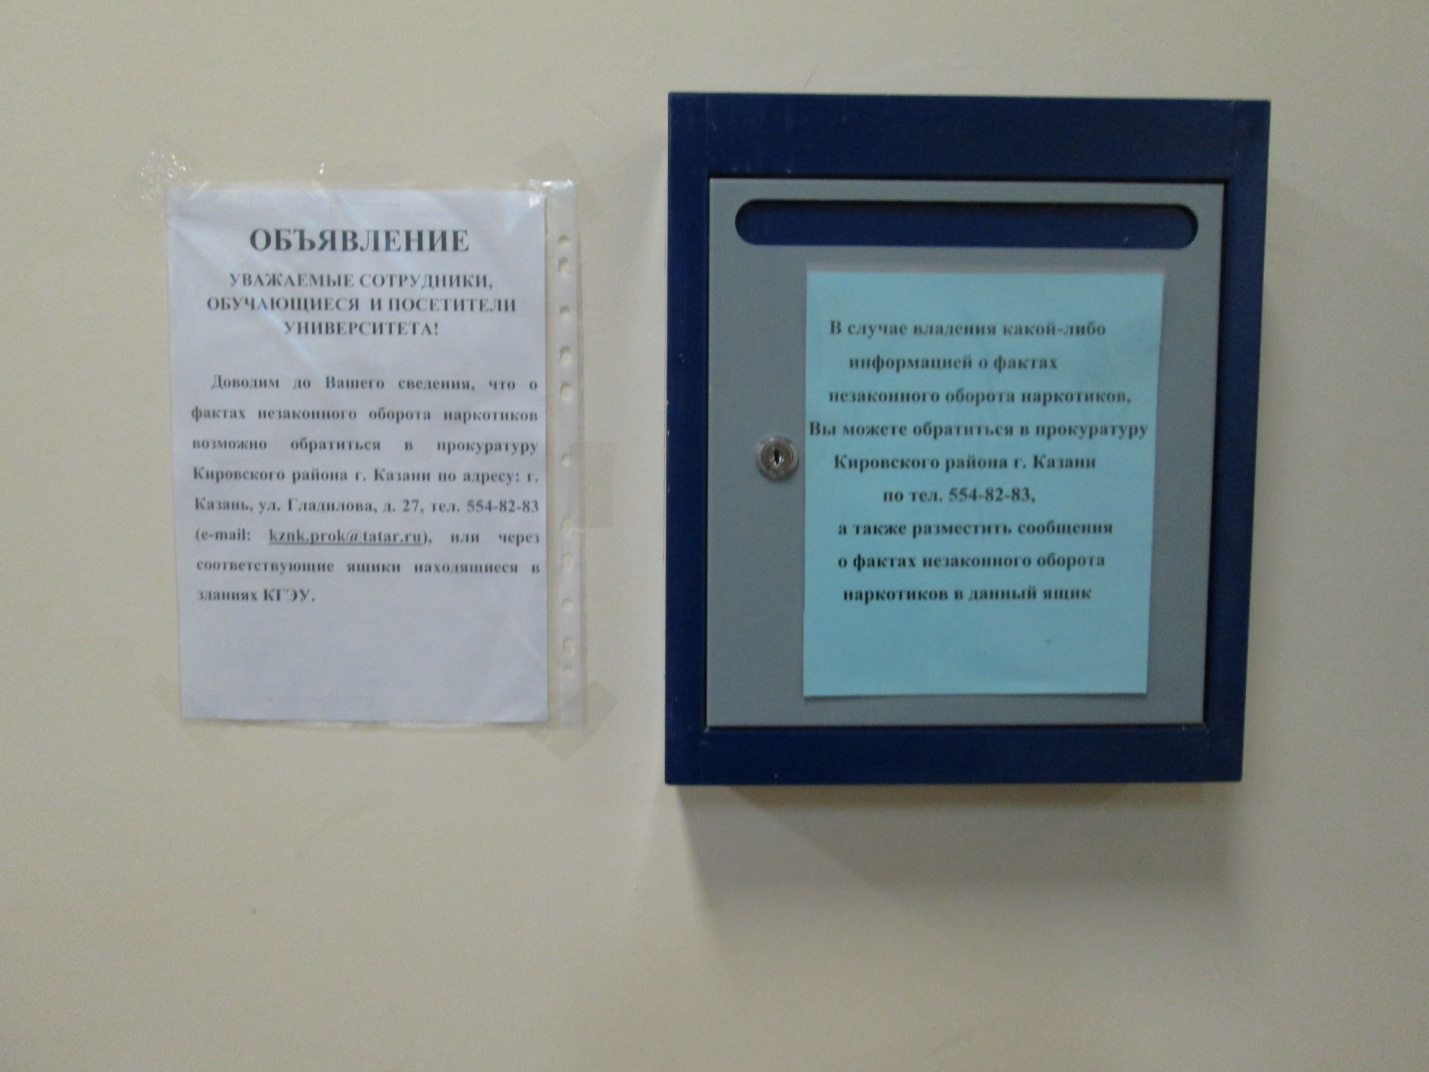 ОБЪЯВЛЕНИЕ
УВАЖАЕМЫЕ СОТРУДНИКИ,
ОБУЧАЮЩИЕСЯ И ПОСЕТИТЕЛИ
УНИВЕРСИТЕТА!
Доводим до Вашего сведения, что о
фактах незаконного оборота наркотиков
возможно обратиться в прокуратуру
Кировского района г. Казани по адресу: г.
Казань, ул. Гладилова, д. 27, тел. 554-82-83
(e-mail: kznk.prok@tatar.ru), или через
соответствующие ящики находящиеся в
зданиях КГЭУ.
В случае владения какой-либо
информацией о фактах
незаконного оборота наркотиков,
Вы можете обратиться в прокуратуру
Кировского района г. Казани
по тел. 554-82-83,
а также разместить сообщения
о фактах незаконного оборота
наркотиков в данный ящик